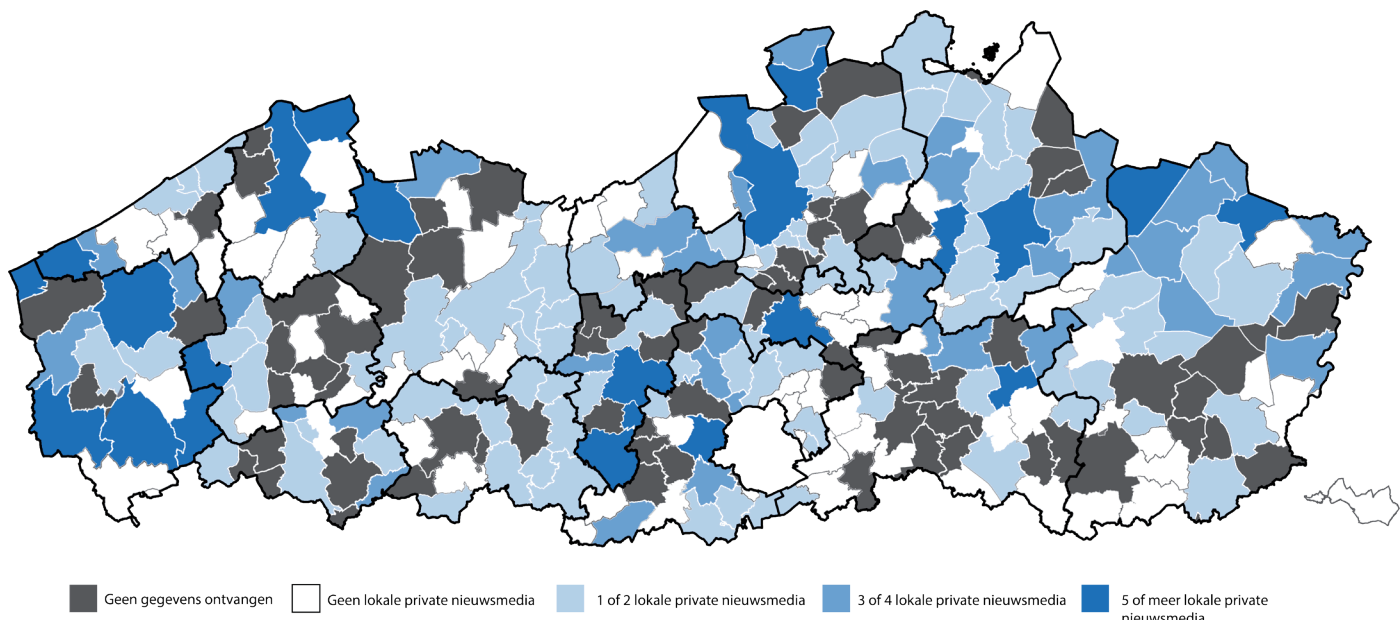 Geen gegevens ontvangen
Geen lokale private nieuwsmedia
1 of 2 lokale private nieuwsmedia
3 of 4 lokale private nieuwsmedia
5 of meer lokale private
nieuwsmedia